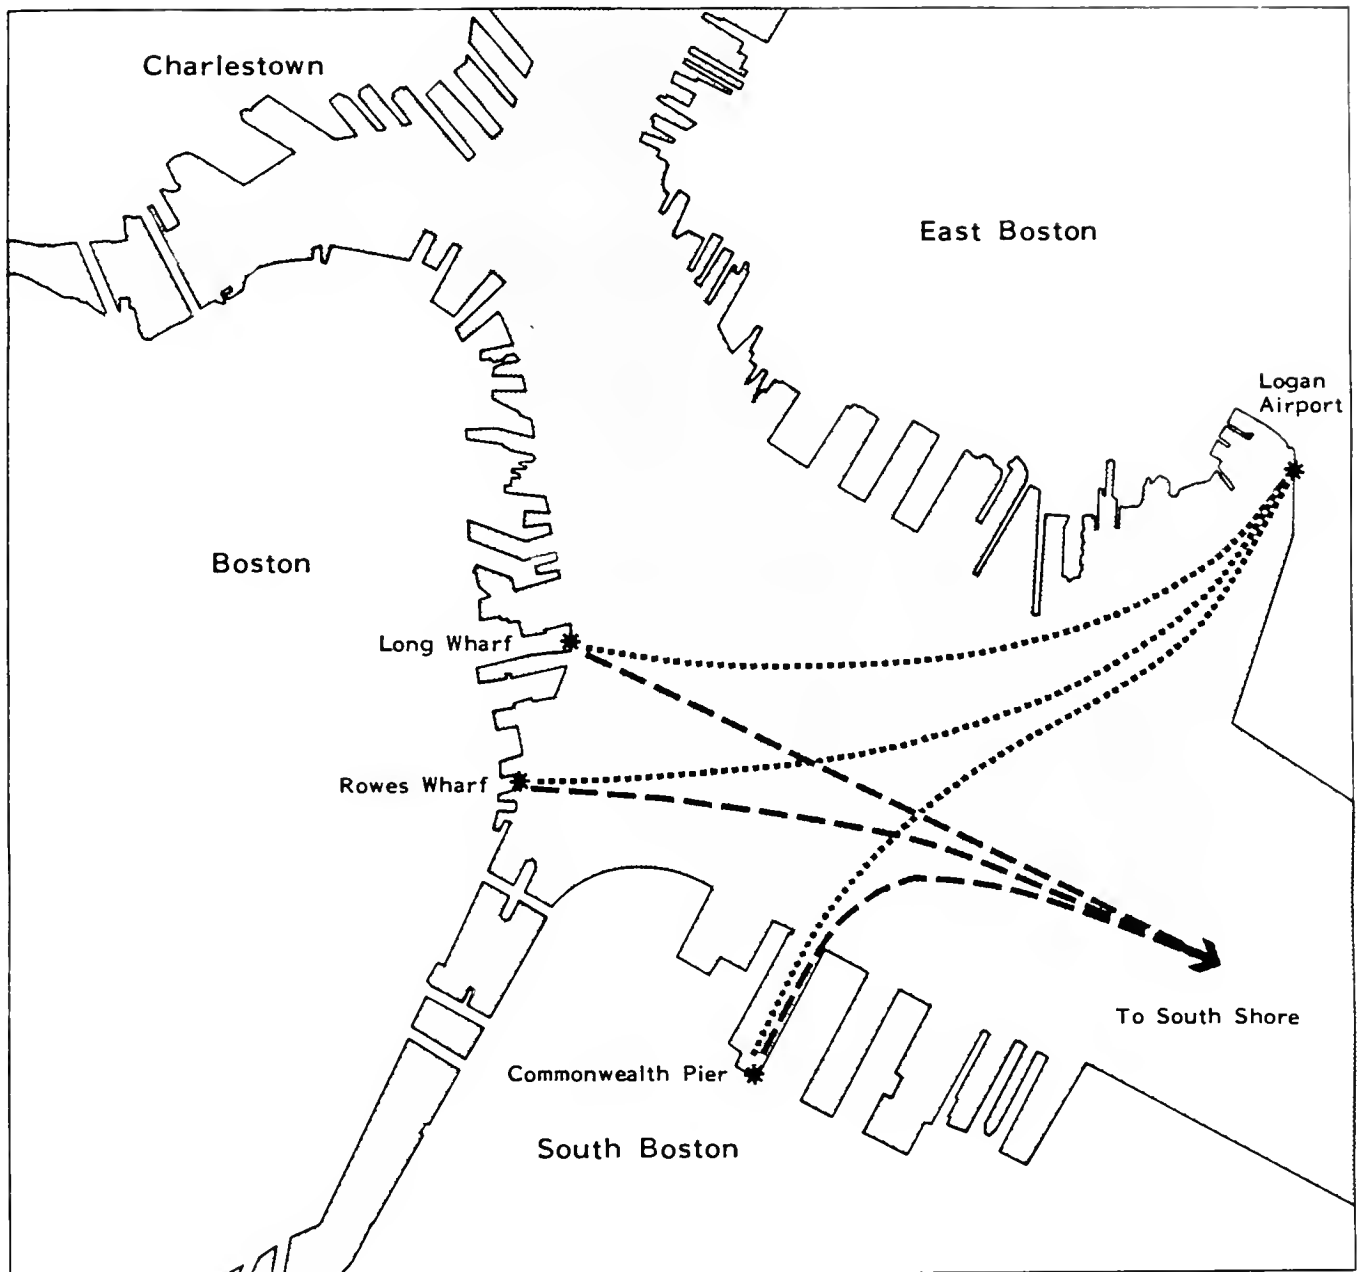 Charlestown
East Boston
Logan
Airport
Boston
Long Wharf
Rowes Wharf
To South Shore
Commonwealth Pier
South Boston